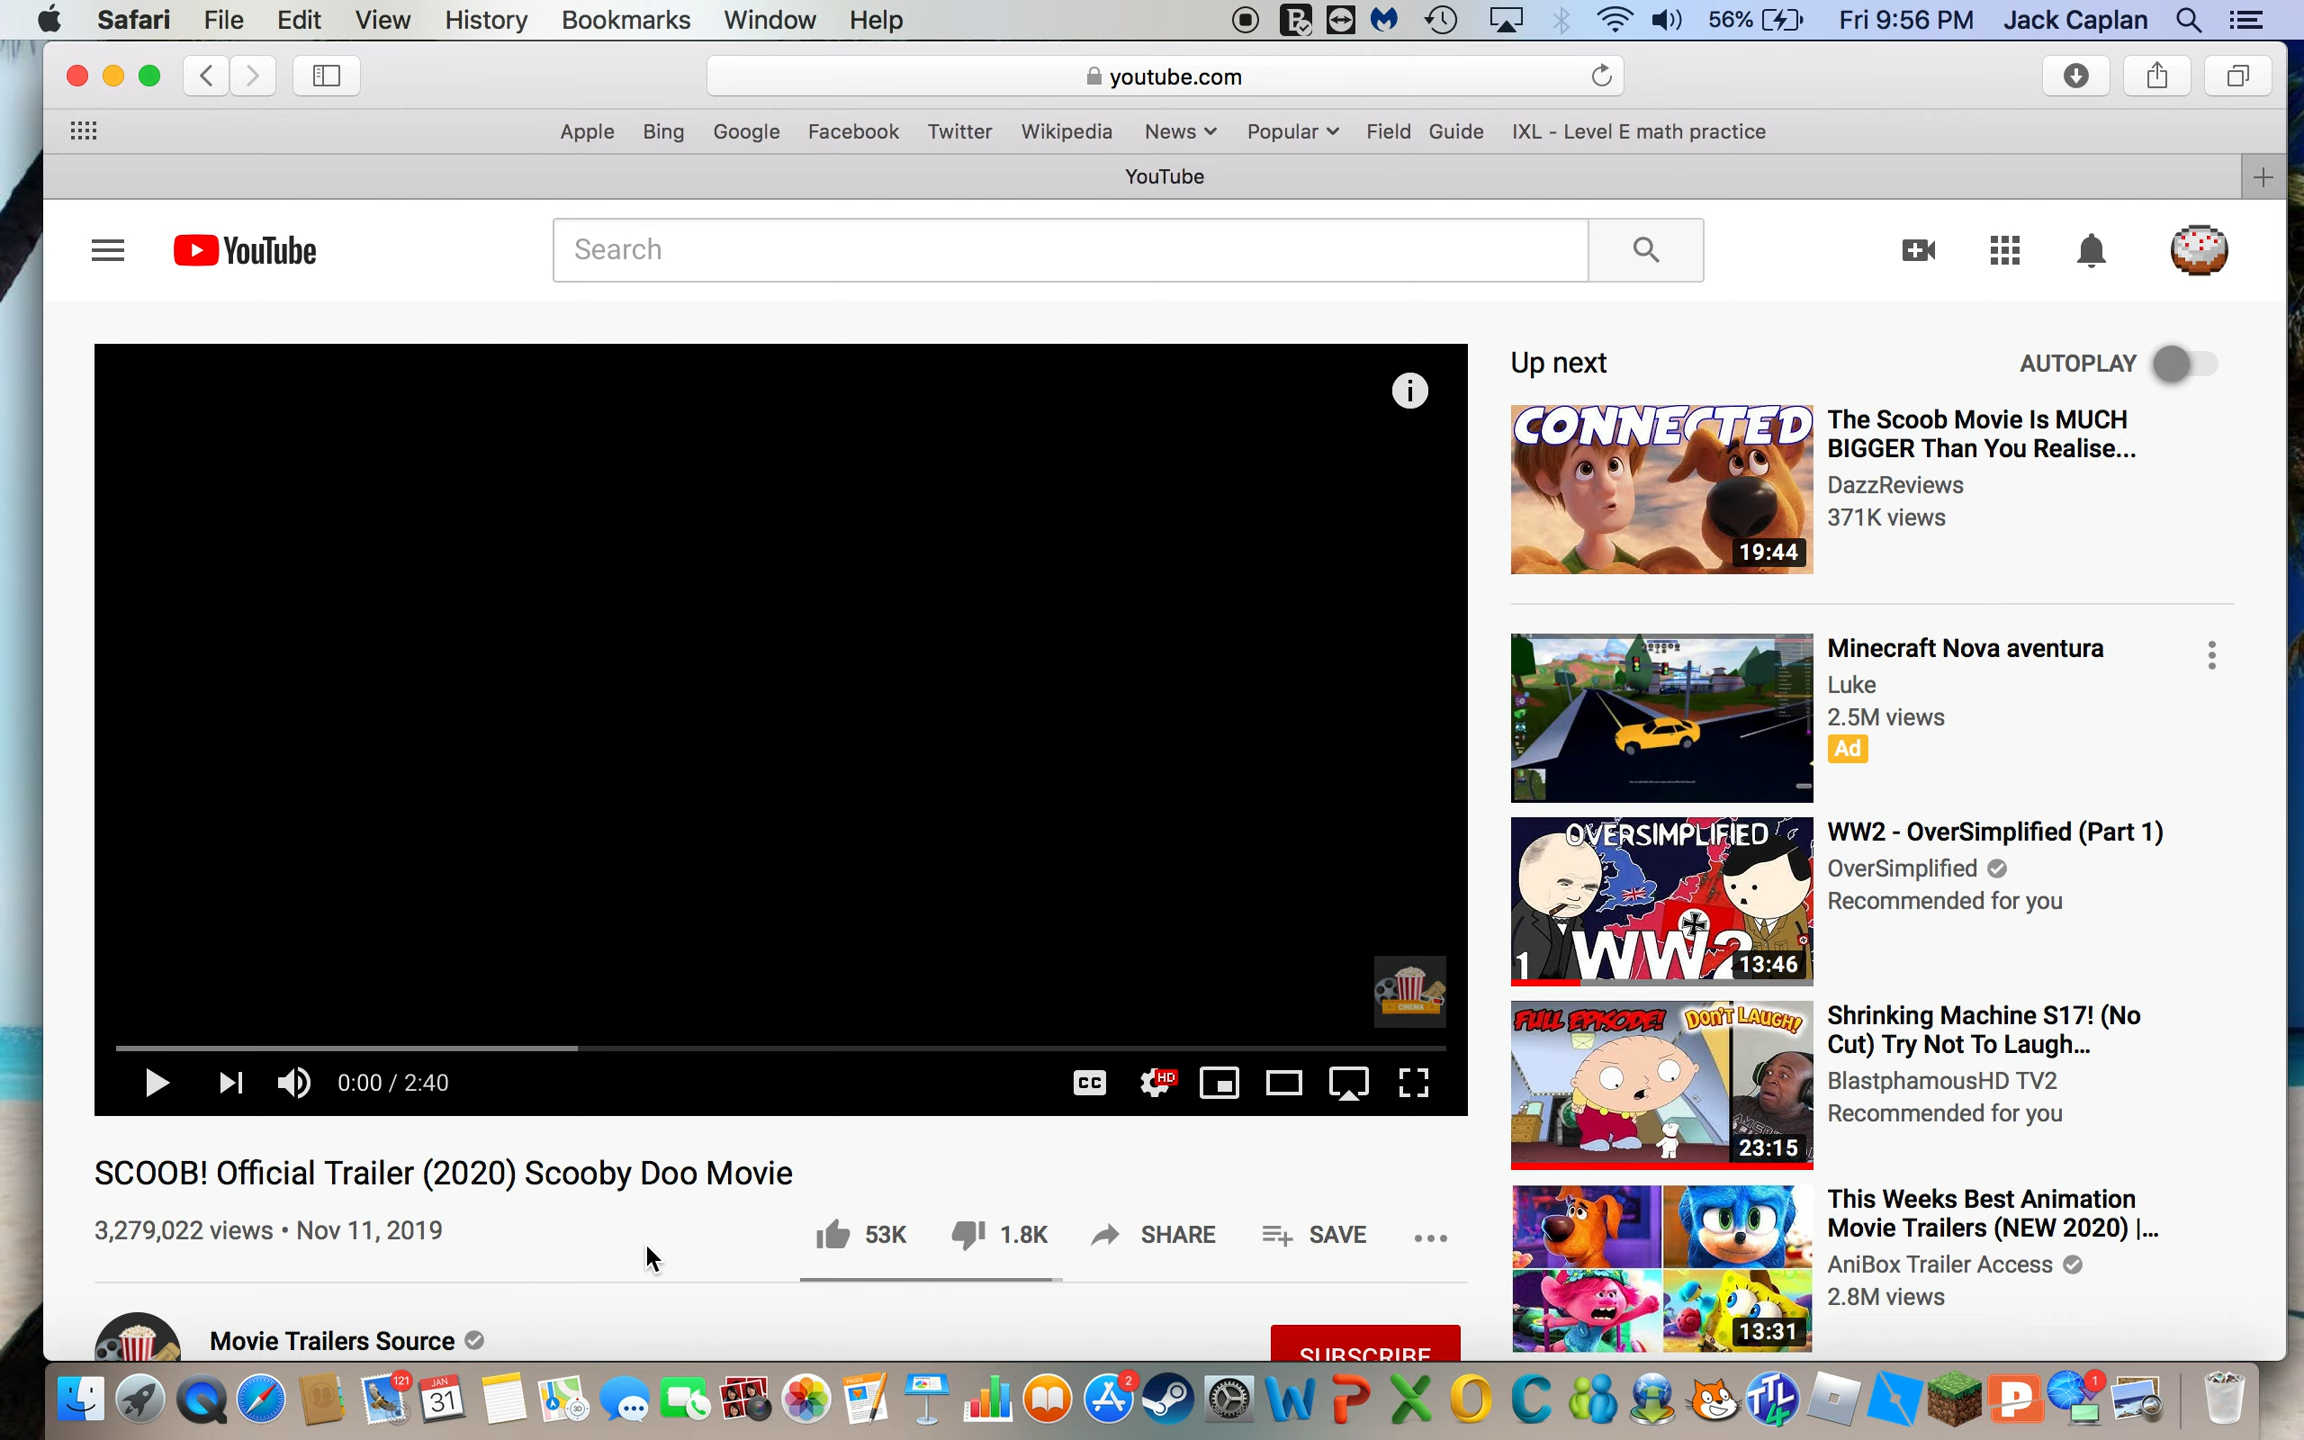 Safari File Edit View History Bookmarks Window Help 56% Fri 9:56 PM Jack Caplan
youtube.com
Apple Bing Google Facebook Twitter Wikipedia News Popular Field Guide IXL - Level E math practice
YouTube
YouTube
Search
Up next
AUTOPLAY
CONNECTED
19:44
The Scoob Movie Is MUCH
BIGGER Than You Realise...
DazzReviews
371K views
Minecraft Nova aventura
Luke
2.5M views
Ad
OVERSIMPLIFIED
WW2
1
13:46
WW2 - OverSimplified (Part 1)
OverSimplified
Recommended for you
FULL EPISODE! DON'T LAUGH!
23:15
Shrinking Machine S17! (No
Cut) Try Not To Laugh...
BlastphamousHD TV2
Recommended for you
13:31
This Weeks Best Animation
Movie Trailers (NEW 2020) |...
AniBox Trailer Access
2.8M views
CINEMA
0:00 / 2:40
CC
HD
SCOOB! Official Trailer (2020) Scooby Doo Movie
3,279,022 views • Nov 11, 2019
53K 1.8K SHARE SAVE
Movie Trailers Source
SUBSCRIBE
121
JAN
31
3D
PAGES
2
TTL
4
1